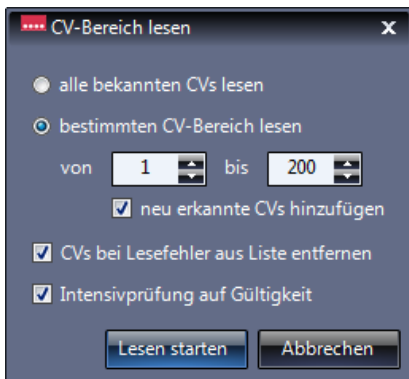 CV-Bereich lesen x
alle bekannten CVs lesen
bestimmten CV-Bereich lesen
von 1 bis 200
neu erkannte CVs hinzufügen
CVs bei Lesefehler aus Liste entfernen
Intensivprüfung auf Gültigkeit
Lesen starten Abbrechen